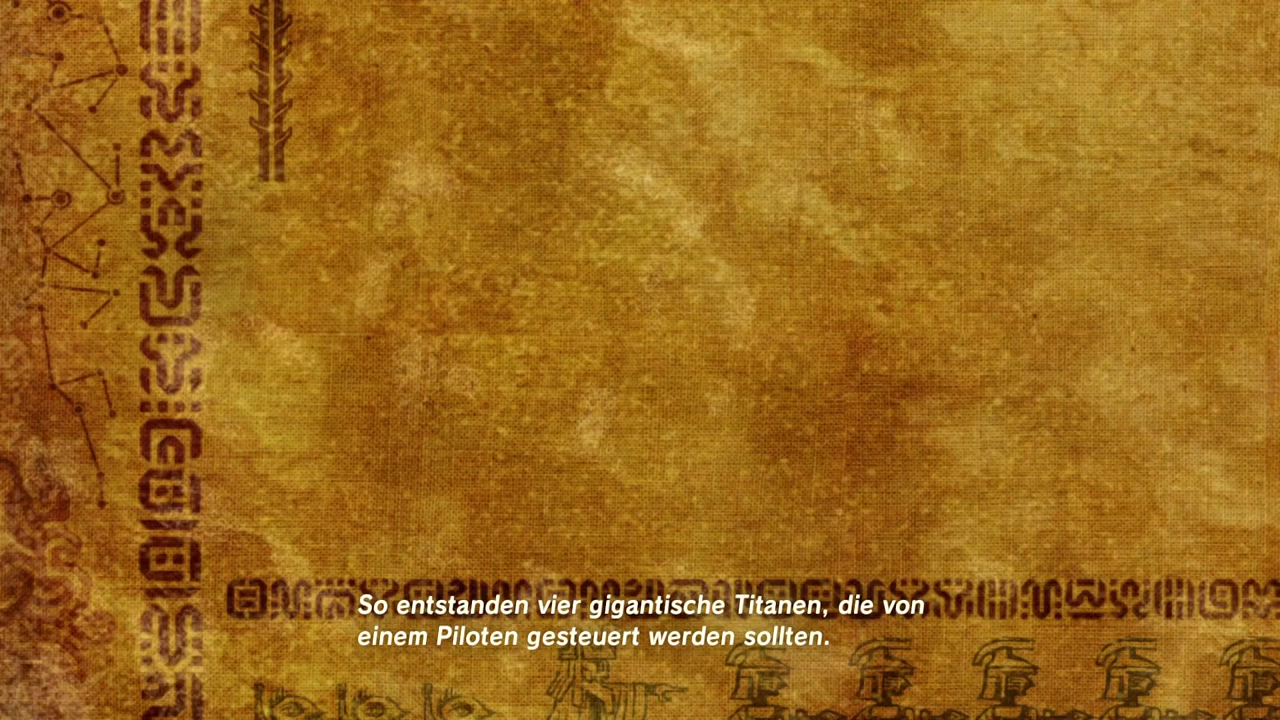 So entstanden vier gigantische Titanen, die von
einem Piloten gesteuert werden sollten.